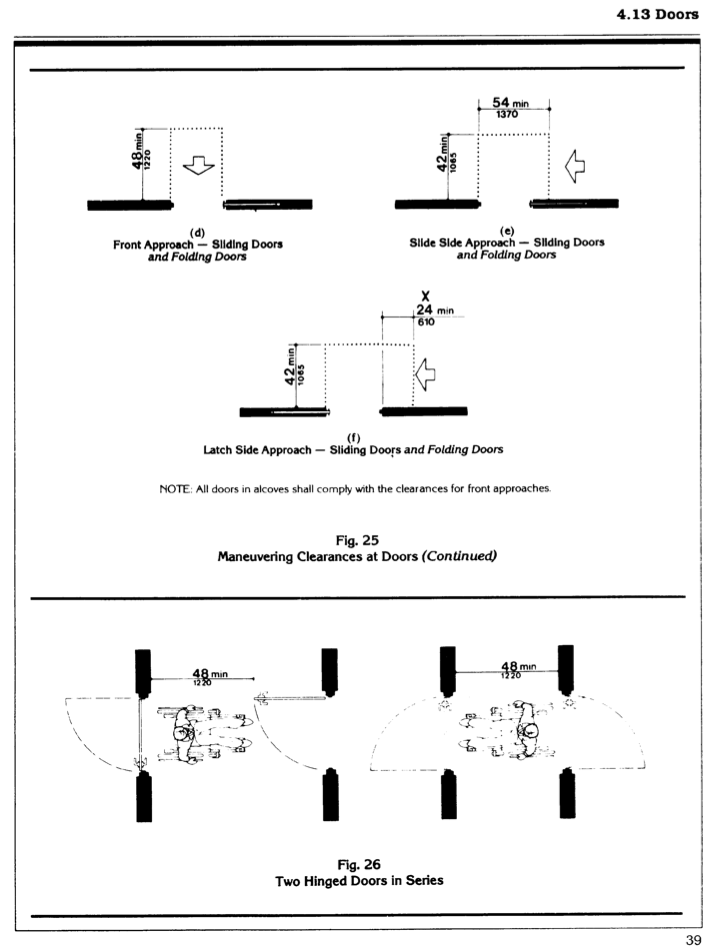 4.13 Doors
54 min
1370
48 min
1220
42 min
1065
(d)
Front Approach — Sliding Doors
and Folding Doors
(e)
Slide Side Approach — Sliding Doors
and Folding Doors
X
24 min
610
42 min
1065
(f)
Latch Side Approach — Sliding Doors and Folding Doors
NOTE: All doors in alcoves shall comply with the clearances for front approaches.
Fig. 25
Maneuvering Clearances at Doors (Continued)
48 min
1220
48 min
1220
Fig. 26
Two Hinged Doors in Series
39